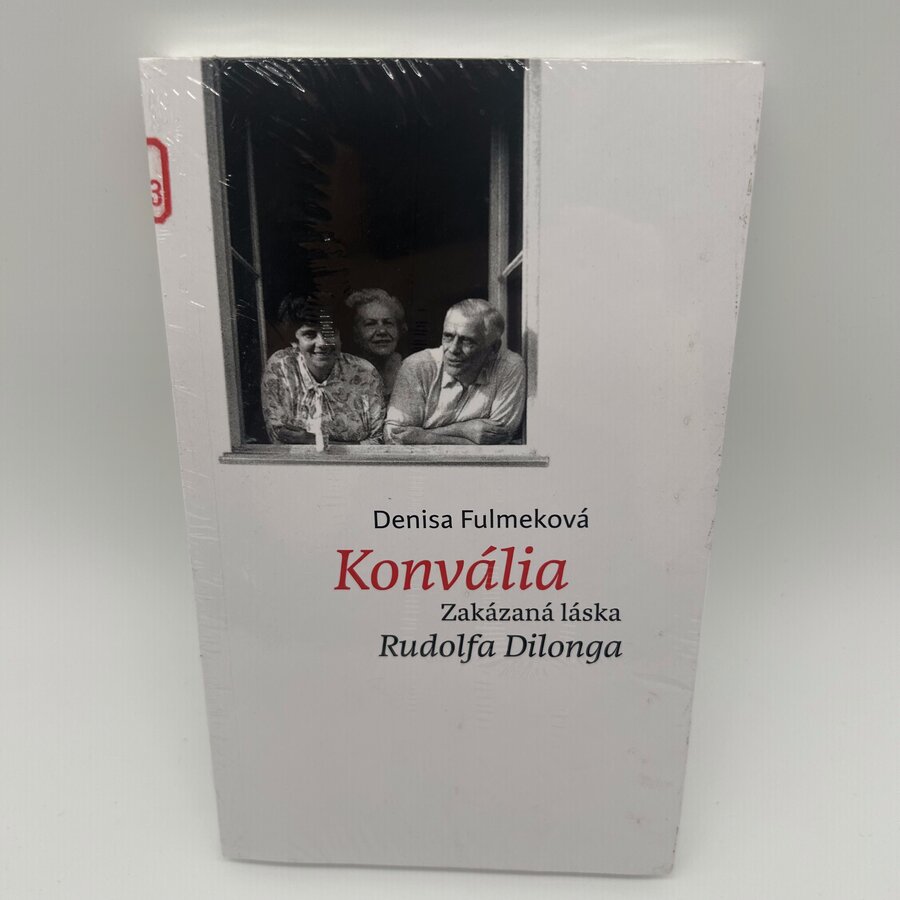 Denisa Fulmeková
Konvália
Zakázaná láska
Rudolfa Dilonga